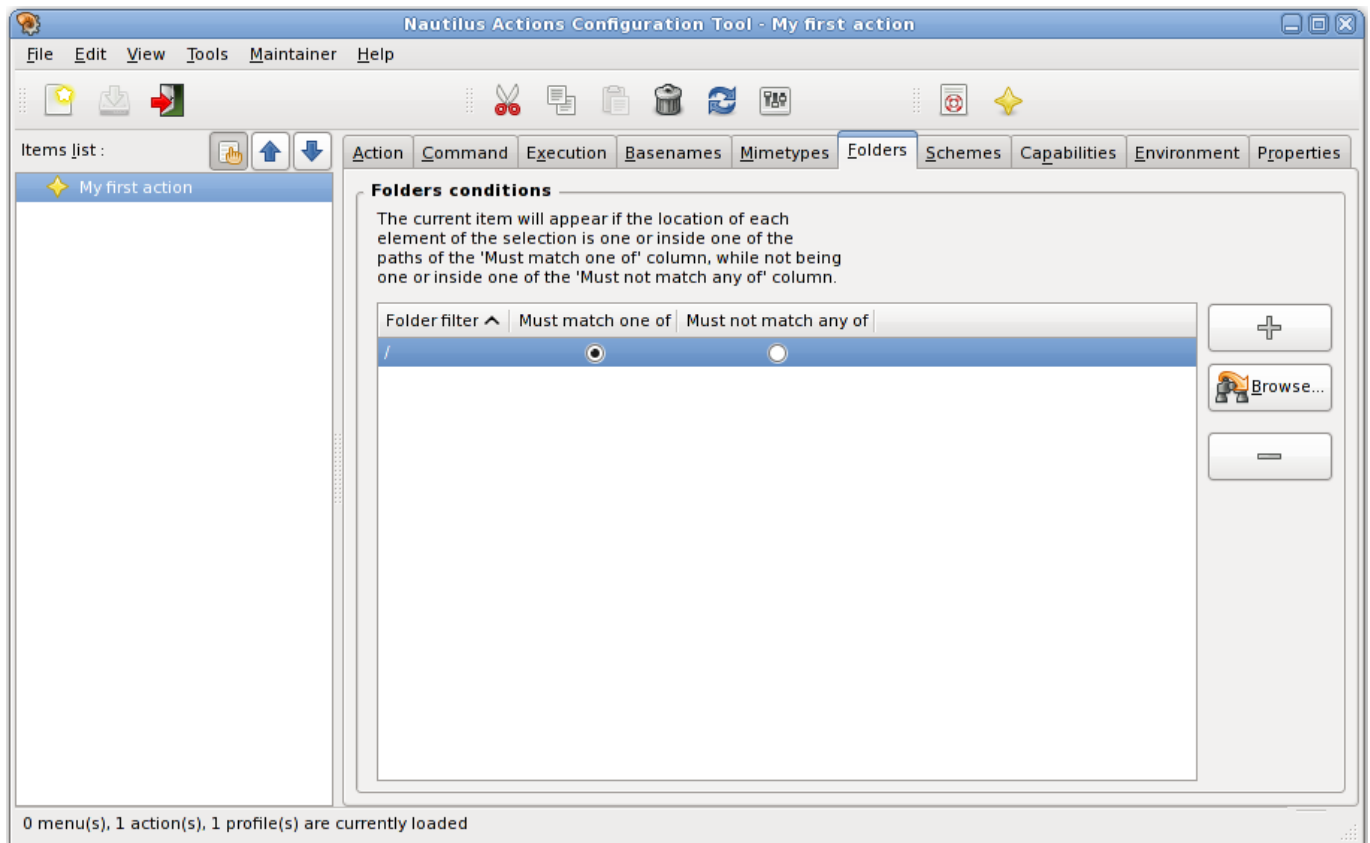 Nautilus Actions Configuration Tool - My first action
File Edit View Tools Maintainer Help
Items list :
Action Command Execution Basenames Mimetypes Folders Schemes Capabilities Environment Properties
My first action
Folders conditions
The current item will appear if the location of each
element of the selection is one or inside one of the
paths of the 'Must match one of' column, while not being
one or inside one of the 'Must not match any of' column.
Folder filter Must match one of Must not match any of
/
Browse...
0 menu(s), 1 action(s), 1 profile(s) are currently loaded